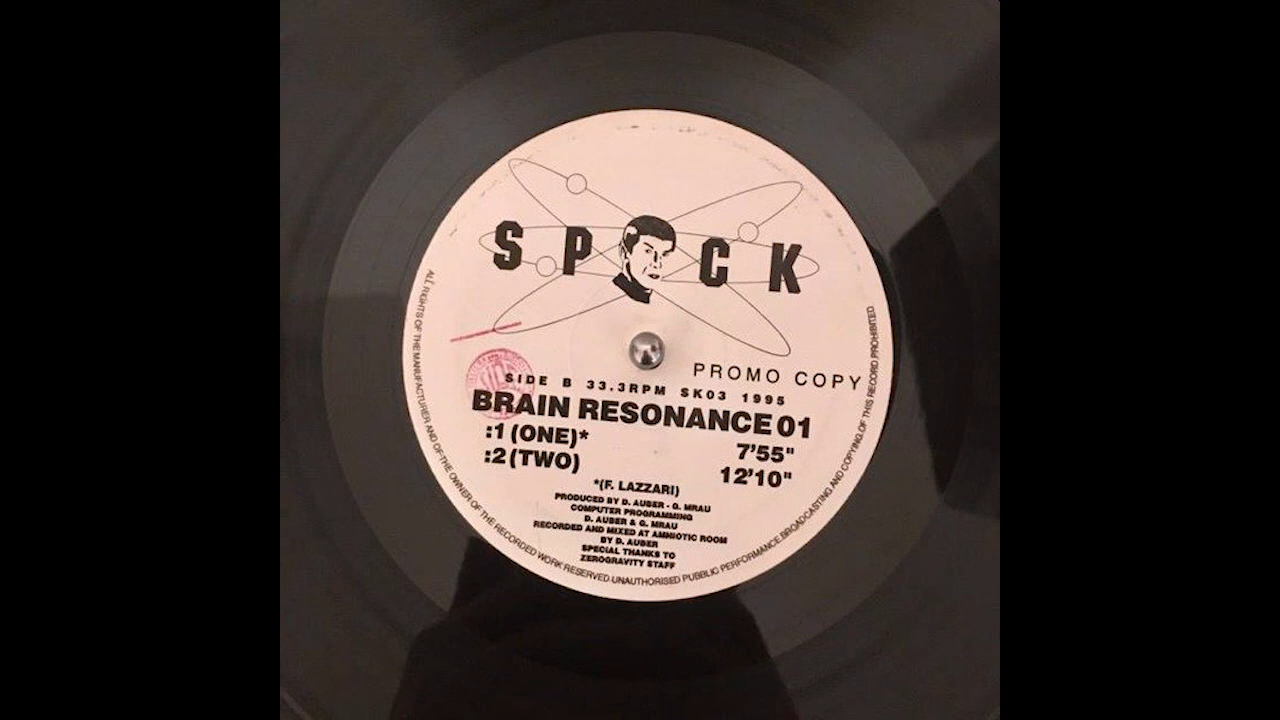 SPOCK
PROMO COPY
SIDE B 33.3RPM SK03 1995
BRAIN RESONANCE 01
:1 (ONE)* 7'55"
:2 (TWO) 12'10"
*(F. LAZZARI)
PRODUCED BY D. AUBER - G. MRAU
COMPUTER PROGRAMMING
D. AUBER & G. MRAU
RECORDED AND MIXED AT AMNIOTIC ROOM
BY D. AUBER
SPECIAL THANKS TO
ZEROGRAVITY STAFF
ALL RIGHTS OF THE MANUFACTURER AND OF THE OWNER OF THE RECORDED WORK RESERVED·UNAUTHORISED PUBBLIC PERFORMANCE, BROADCASTING AND COPYING OF THIS RECORD PROHIBITED